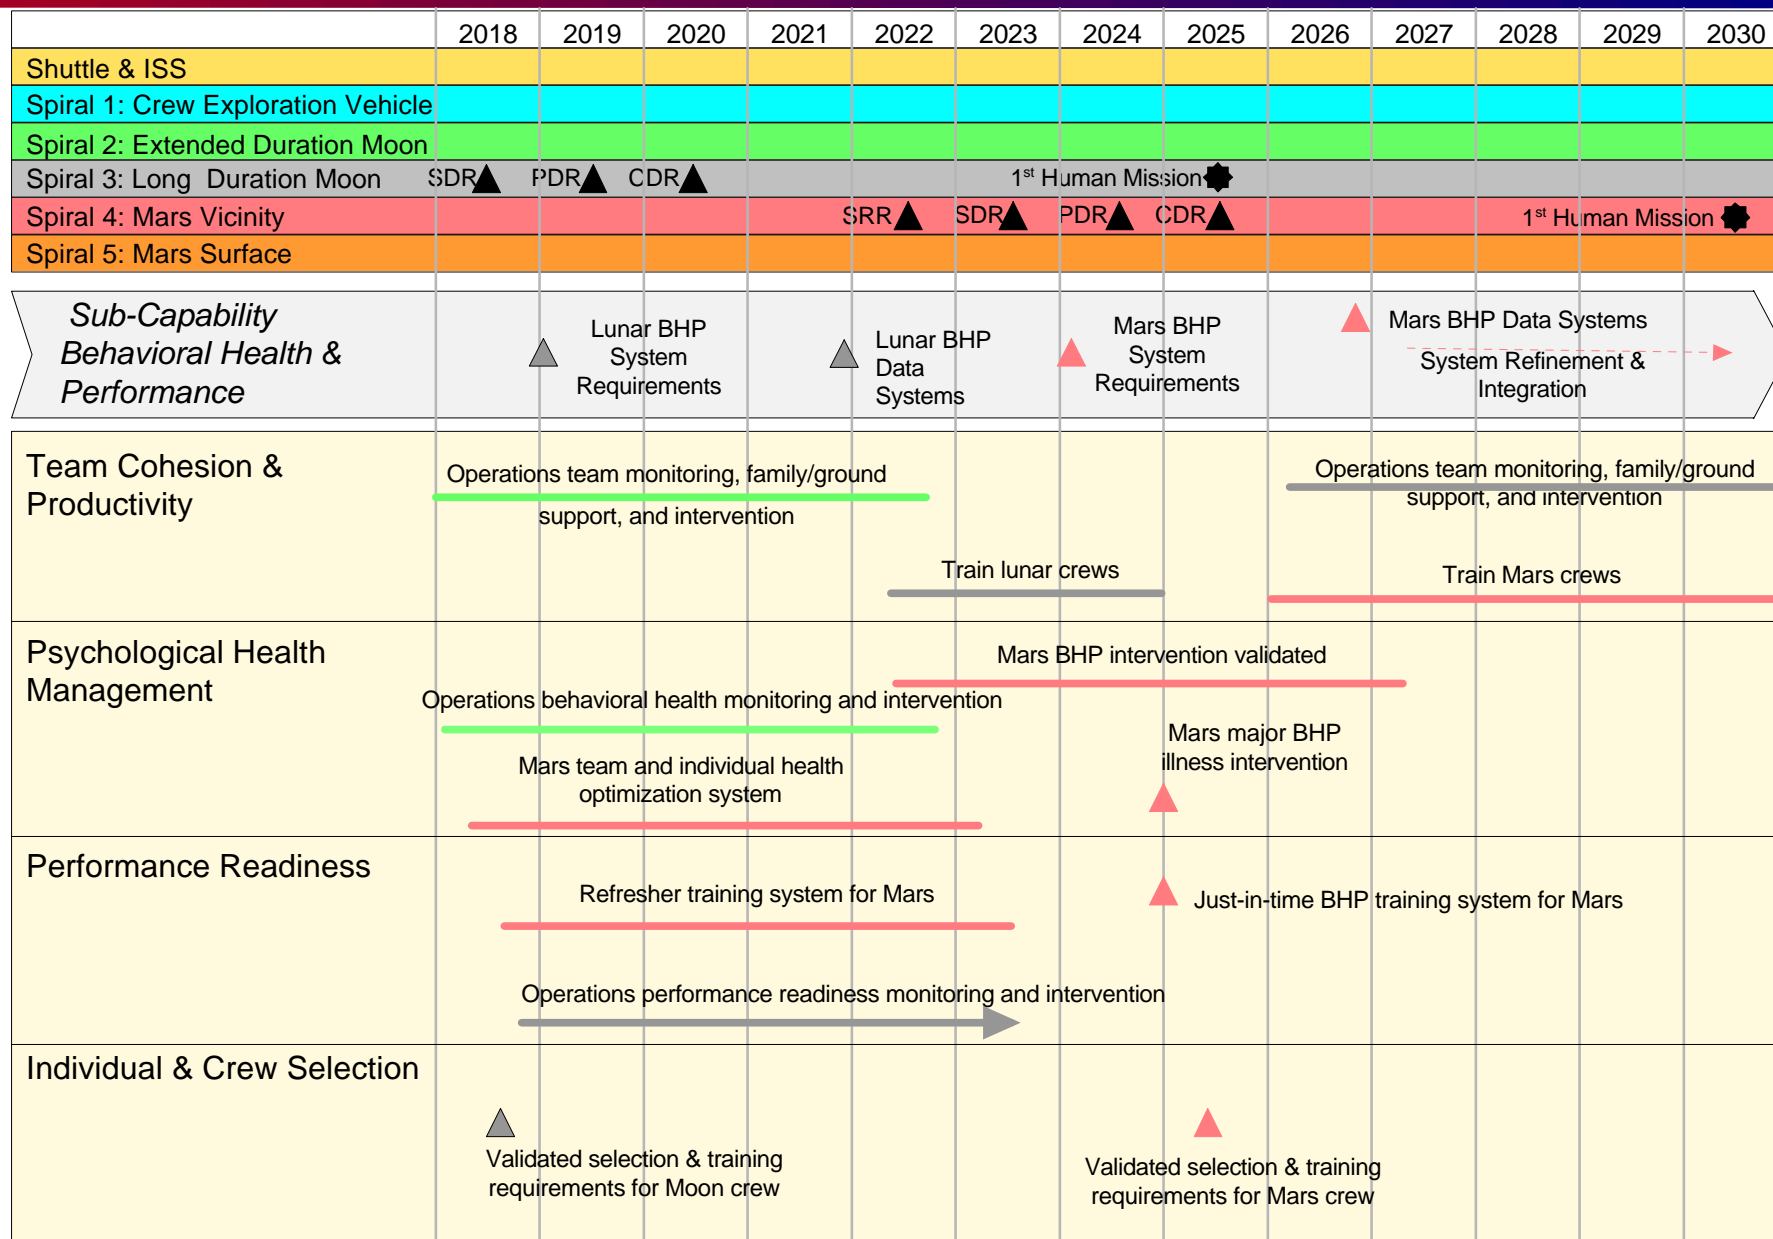 2018 2019 2020 2021 2022 2023 2024 2025 2026 2027 2028 2029 2030
Shuttle & ISS
Spiral 1: Crew Exploration Vehicle
Spiral 2: Extended Duration Moon
Spiral 3: Long Duration Moon SDR PDR CDR 1st Human Mission
Spiral 4: Mars Vicinity SRR SDR PDR CDR 1st Human Mission
Spiral 5: Mars Surface
Sub-Capability
Behavioral Health &
Performance
Lunar BHP
System
Requirements
Lunar BHP
Data
Systems
Mars BHP
System
Requirements
Mars BHP Data Systems
System Refinement &
Integration
Team Cohesion &
Productivity
Operations team monitoring, family/ground
support, and intervention
Operations team monitoring, family/ground
support, and intervention
Train lunar crews
Train Mars crews
Psychological Health
Management
Mars BHP intervention validated
Operations behavioral health monitoring and intervention
Mars major BHP
illness intervention
Mars team and individual health
optimization system
Performance Readiness
Refresher training system for Mars
Just-in-time BHP training system for Mars
Operations performance readiness monitoring and intervention
Individual & Crew Selection
Validated selection & training
requirements for Moon crew
Validated selection & training
requirements for Mars crew